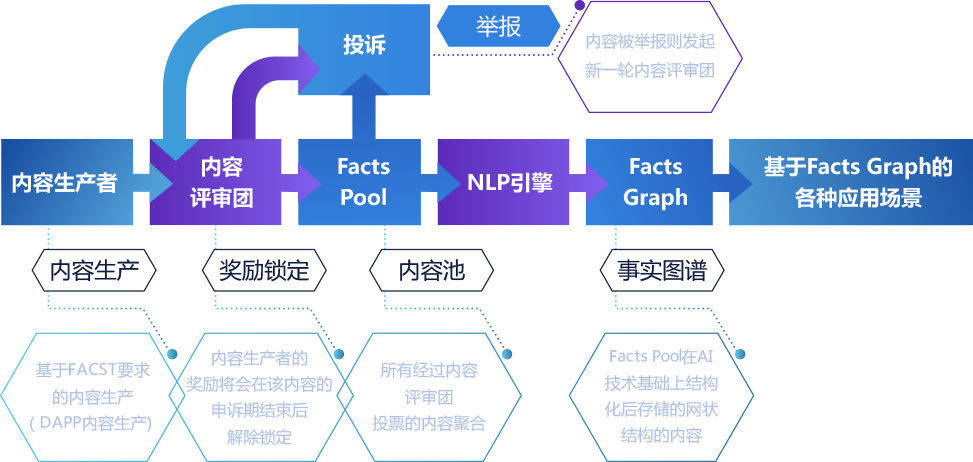 投诉
举报
内容被举报则发起
新一轮内容评审团
内容生产者
内容
评审团
Facts
Pool
NLP引擎
Facts
Graph
基于Facts Graph的
各种应用场景
内容生产
奖励锁定
内容池
事实图谱
基于FACST要求
的内容生产
( DAPP内容生产)
内容生产者的
奖励将会在该内容的
申诉期结束后
解除锁定
所有经过内容
评审团
投票的内容聚合
Facts Pool在AI
技术基础上结构
化后存储的网状
结构的内容